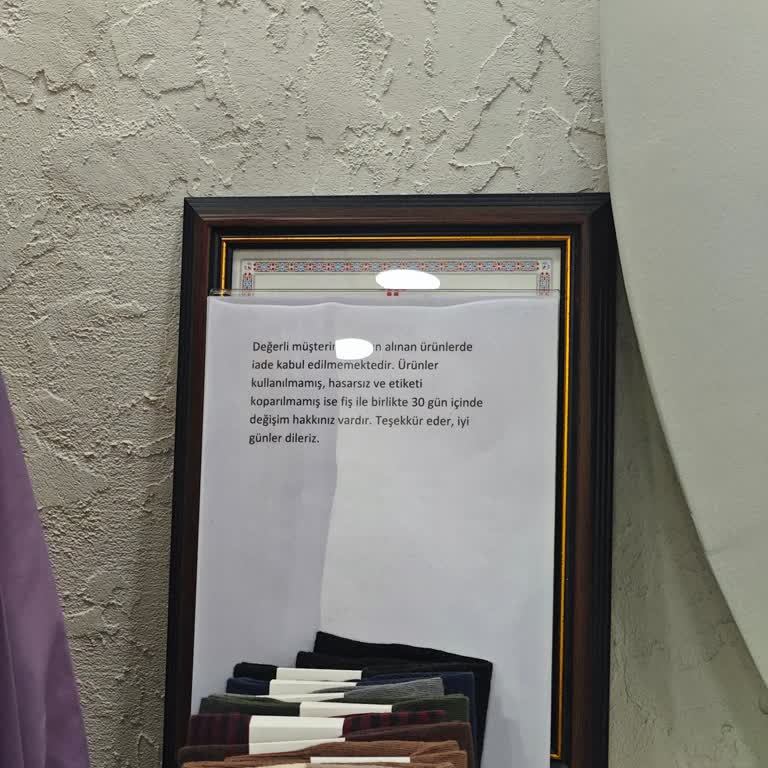 Değerli müşterin alınan ürünlerde
iade kabul edilmemektedir. Ürünler
kullanılmamış, hasarsız ve etiketi
koparılmamış ise fiş ile birlikte 30 gün içinde
değişim hakkınız vardır. Teşekkür eder, iyi
günler dileriz.